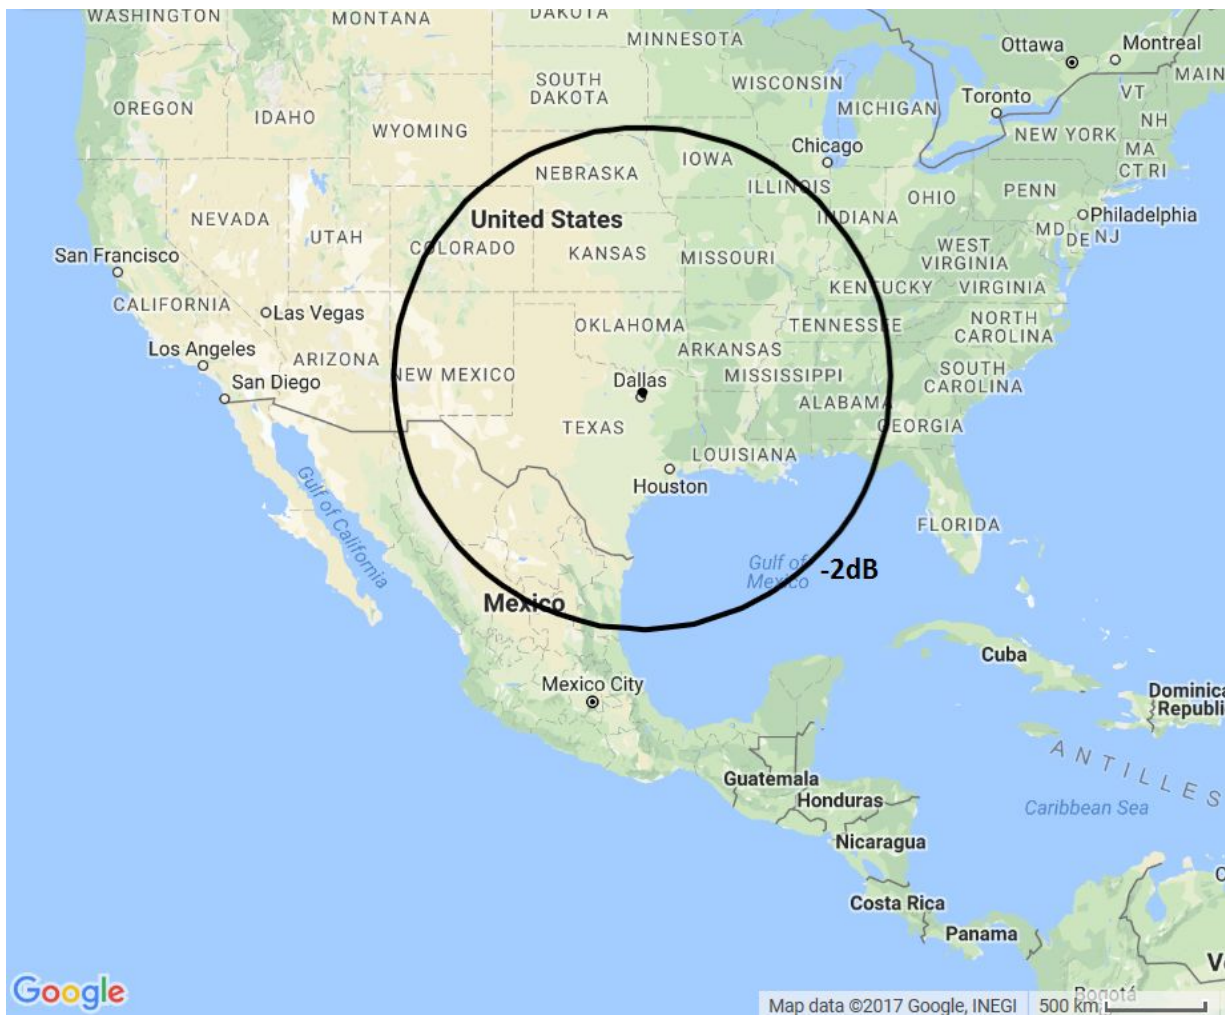 WASHINGTON
MONTANA
DAKOTA
MINNESOTA
Ottawa
Montreal
MAIN
OREGON
IDAHO
WYOMING
SOUTH
DAKOTA
WISCONSIN
MICHIGAN
Toronto
VT
NH
NEW YORK
MA
CT RI
IOWA
Chicago
NEBRASKA
ILLINOIS
INDIANA
OHIO
PENN
NEVADA
UTAH
COLORADO
United States
KANSAS
MISSOURI
WEST
VIRGINIA
MD
DE
NJ
Philadelphia
San Francisco
CALIFORNIA
Las Vegas
KENTUCKY
VIRGINIA
OKLAHOMA
TENNESSEE
NORTH
CAROLINA
Los Angeles
ARIZONA
NEW MEXICO
ARKANSAS
San Diego
Dallas
MISSISSIPPI
SOUTH
CAROLINA
ALABAMA
TEXAS
GEORGIA
LOUISIANA
Houston
Gulf of California
FLORIDA
Gulf of
Mexico
-2dB
Mexico
Cuba
Mexico City
Dominica
Republi
ANTILLES
Guatemala
Honduras
Caribbean Sea
Nicaragua
Costa Rica
Panama
Bogotá
Google
Map data ©2017 Google, INEGI
500 km